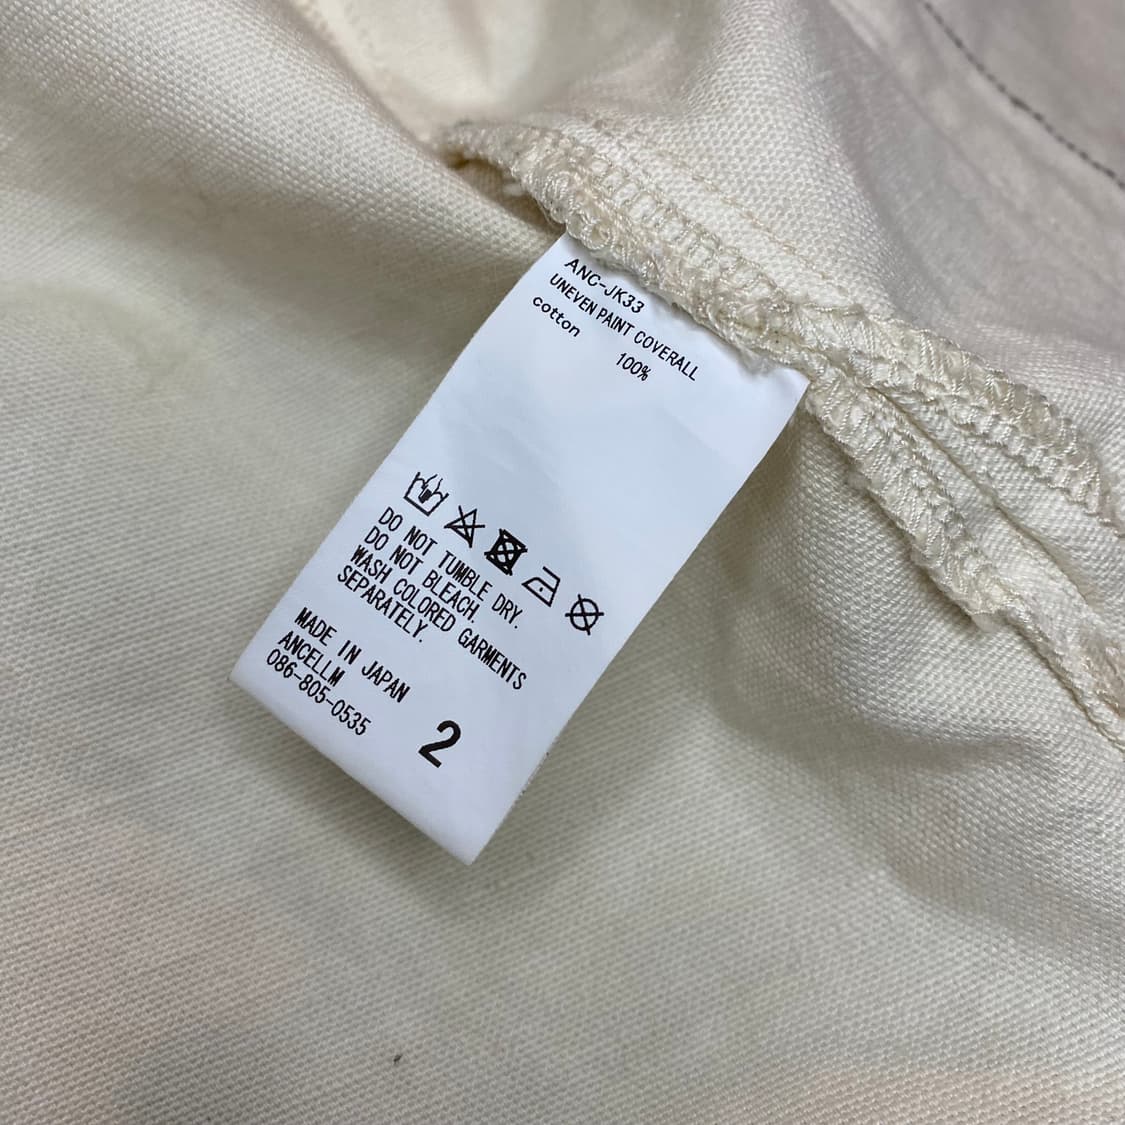 ANC-JK33
UNEVEN PAINT COVERALL
cotton 100%
DO NOT TUMBLE DRY.
DO NOT BLEACH.
WASH COLORED GARMENTS
SEPARATELY.
MADE IN JAPAN
ANCELLM
086-805-0535
2